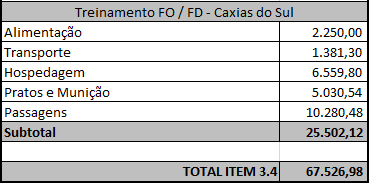 Treinamento FO / FD - Caxias do Sul
Alimentação 2.250,00
Transporte 1.381,30
Hospedagem 6.559,80
Pratos e Munição 5.030,54
Passagens 10.280,48
Subtotal 25.502,12
TOTAL ITEM 3.4 67.526,98